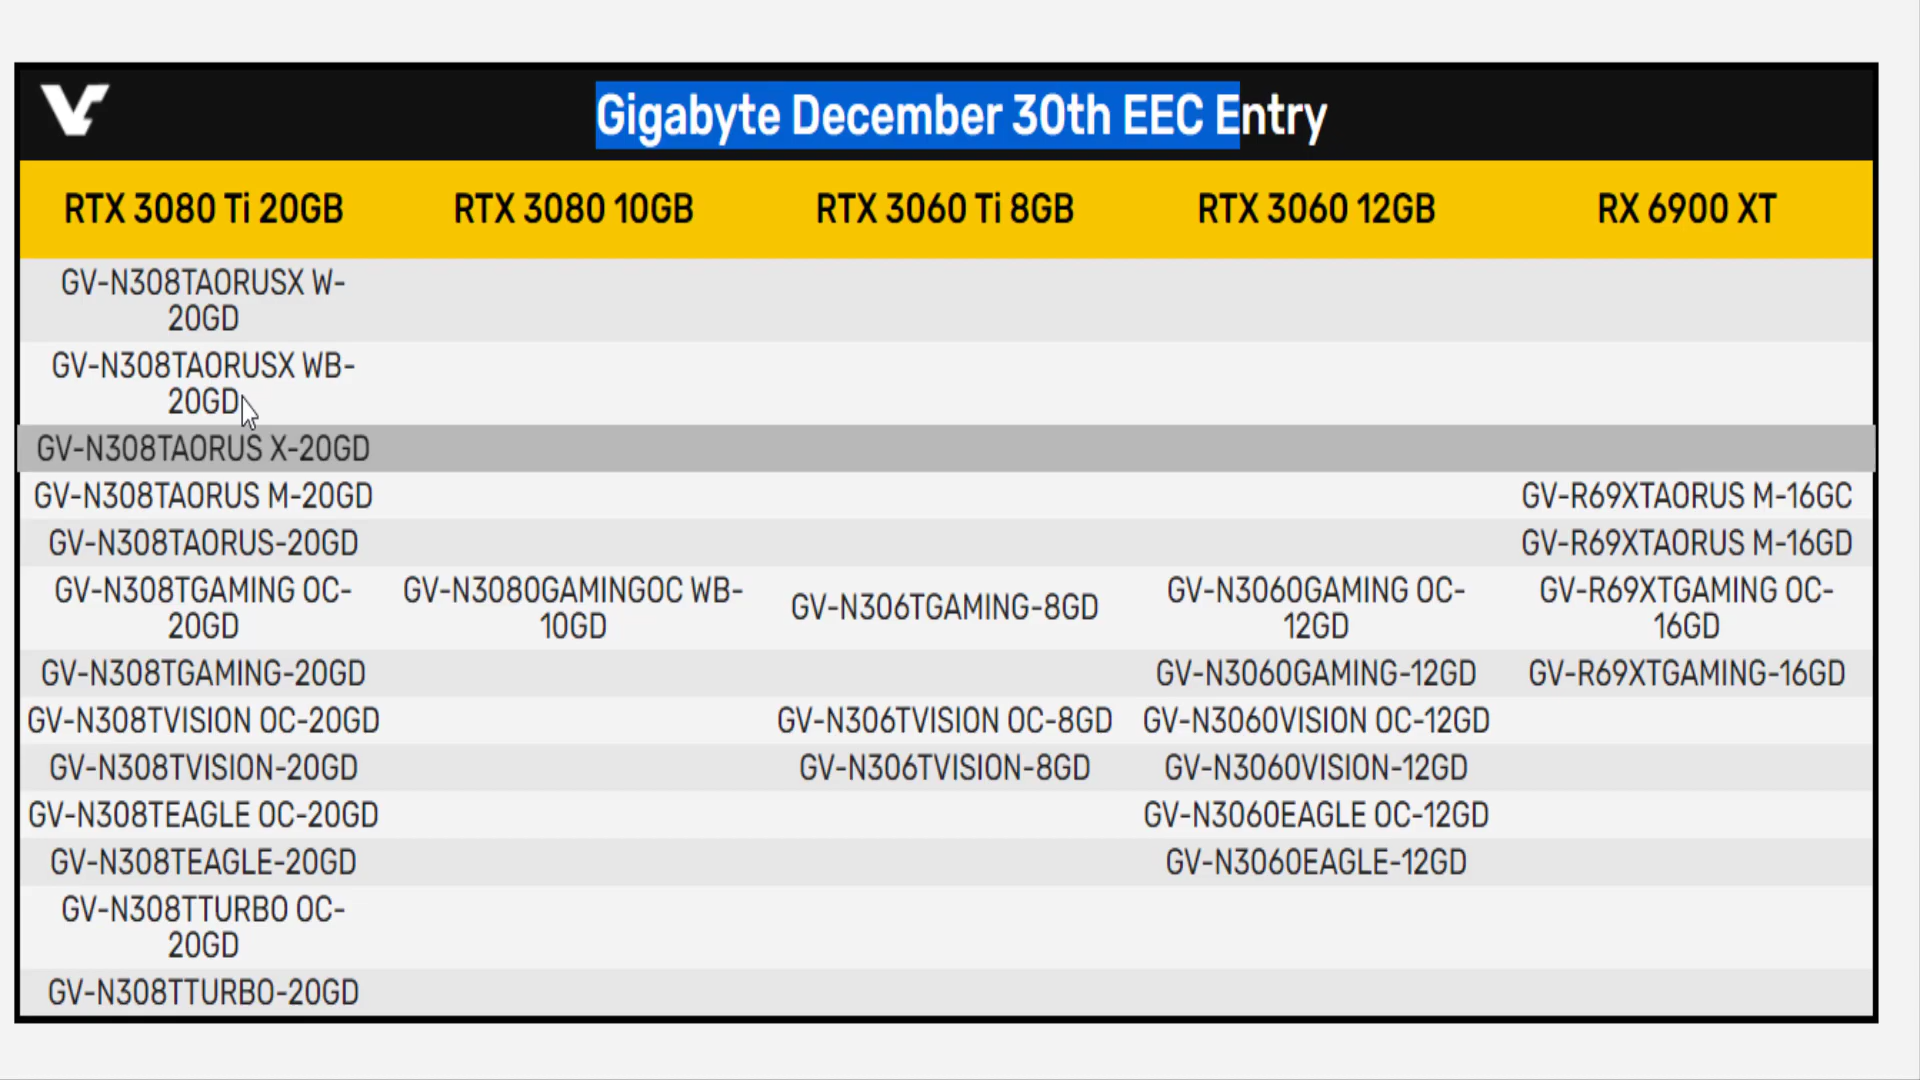 Gigabyte December 30th EEC Entry
RTX 3080 Ti 20GB RTX 3080 10GB RTX 3060 Ti 8GB RTX 3060 12GB RX 6900 XT
GV-N308TAORUSX W-
20GD
GV-N308TAORUSX WB-
20GD
GV-N308TAORUS X-20GD
GV-N308TAORUS M-20GD GV-R69XTAORUS M-16GC
GV-N308TAORUS-20GD GV-R69XTAORUS M-16GD
GV-N308TGAMING OC-
20GD
GV-N3080GAMINGOC WB-
10GD
GV-N306TGAMING-8GD
GV-N3060GAMING OC-
12GD
GV-R69XTGAMING OC-
16GD
GV-N308TGAMING-20GD GV-N3060GAMING-12GD GV-R69XTGAMING-16GD
GV-N308TVISION OC-20GD GV-N306TVISION OC-8GD GV-N3060VISION OC-12GD
GV-N308TVISION-20GD GV-N306TVISION-8GD GV-N3060VISION-12GD
GV-N308TEAGLE OC-20GD GV-N3060EAGLE OC-12GD
GV-N308TEAGLE-20GD GV-N3060EAGLE-12GD
GV-N308TTURBO OC-
20GD
GV-N308TTURBO-20GD